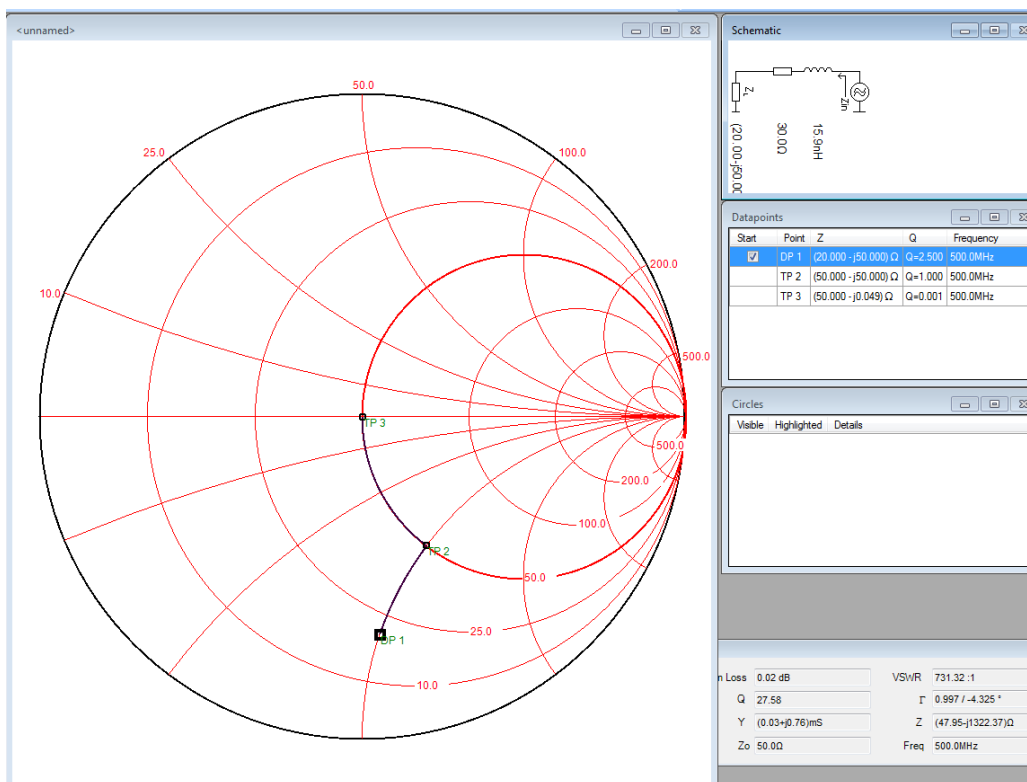 <unnamed>
50.0
25.0
100.0
200.0
10.0
500.0
TP 3
500.0
200.0
100.0
TP 2
50.0
25.0
DP 1
10.0
Schematic
Zin
30.0Ω
15.9nH
(20.00-j50.00
Datapoints
Start Point Z Q Frequency
DP 1 (20.000 - j50.000) Ω Q=2.500 500.0MHz
TP 2 (50.000 - j50.000) Ω Q=1.000 500.0MHz
TP 3 (50.000 - j0.049) Ω Q=0.001 500.0MHz
Circles
Visible Highlighted Details
n Loss 0.02 dB VSWR 731.32 :1
Q 27.58 Γ 0.997 / -4.325 °
Y (0.03+j0.76)mS Z (47.95-j1322.37)Ω
Zo 50.0Ω Freq 500.0MHz